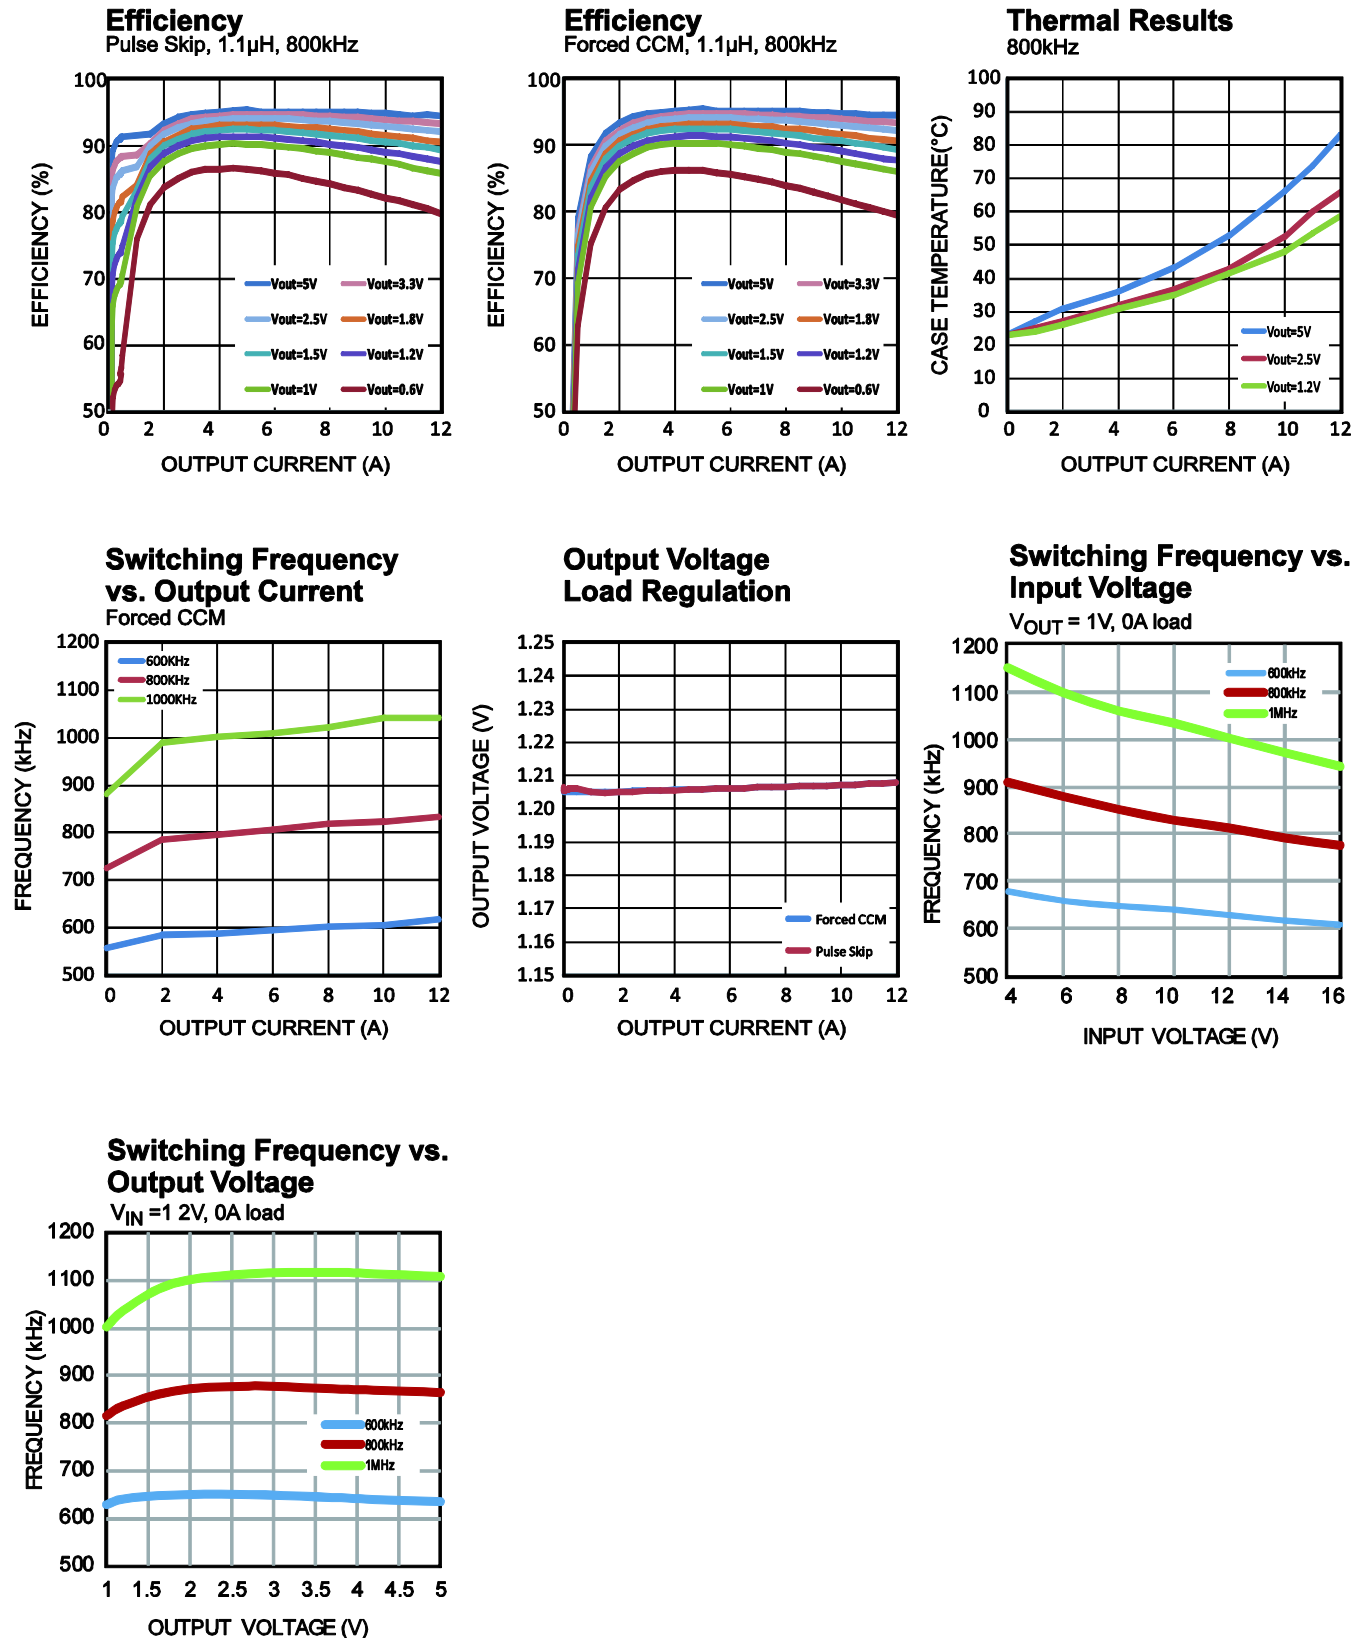 Efficiency
Pulse Skip, 1.1µH, 800kHz
100
90
80
70
60
50
EFFICIENCY (%)
Vout=5V Vout=3.3V
Vout=2.5V Vout=1.8V
Vout=1.5V Vout=1.2V
Vout=1V Vout=0.6V
0 2 4 6 8 10 12
OUTPUT CURRENT (A)
Efficiency
Forced CCM, 1.1µH, 800kHz
100
90
80
70
60
50
EFFICIENCY (%)
Vout=5V Vout=3.3V
Vout=2.5V Vout=1.8V
Vout=1.5V Vout=1.2V
Vout=1V Vout=0.6V
0 2 4 6 8 10 12
OUTPUT CURRENT (A)
Thermal Results
800kHz
100
90
80
70
60
50
40
30
20
10
0
CASE TEMPERATURE(°C)
Vout=5V
Vout=2.5V
Vout=1.2V
0 2 4 6 8 10 12
OUTPUT CURRENT (A)
Switching Frequency
vs. Output Current
Forced CCM
1200
1100
1000
900
800
700
600
500
FREQUENCY (kHz)
600KHz
800KHz
1000KHz
0 2 4 6 8 10 12
OUTPUT CURRENT (A)
Output Voltage
Load Regulation
1.25
1.24
1.23
1.22
1.21
1.20
1.19
1.18
1.17
1.16
1.15
OUTPUT VOLTAGE (V)
Forced CCM
Pulse Skip
0 2 4 6 8 10 12
OUTPUT CURRENT (A)
Switching Frequency vs.
Input Voltage
VOUT = 1V, 0A load
1200
1100
1000
900
800
700
600
500
FREQUENCY (kHz)
600kHz
800kHz
1MHz
4 6 8 10 12 14 16
INPUT VOLTAGE (V)
Switching Frequency vs.
Output Voltage
VIN =1 2V, 0A load
1200
1100
1000
900
800
700
600
500
FREQUENCY (kHz)
600kHz
800kHz
1MHz
1 1.5 2 2.5 3 3.5 4 4.5 5
OUTPUT VOLTAGE (V)